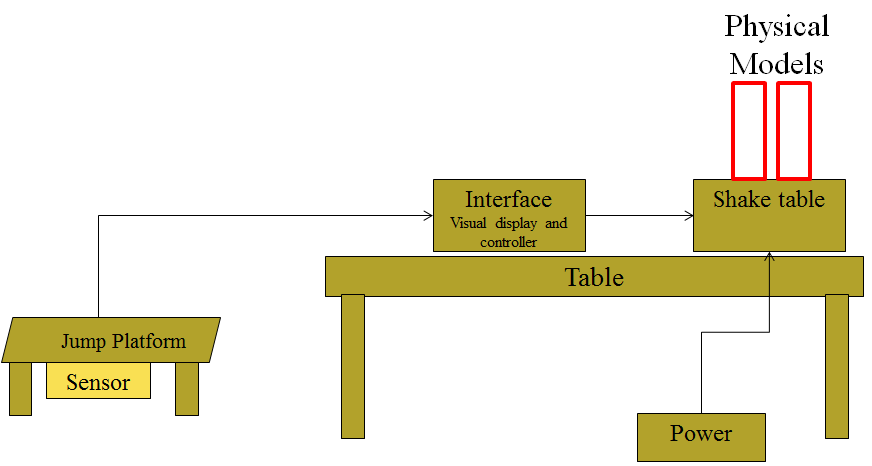 Physical
Models
Interface
Visual display and
controller
Shake table
Table
Jump Platform
Sensor
Power